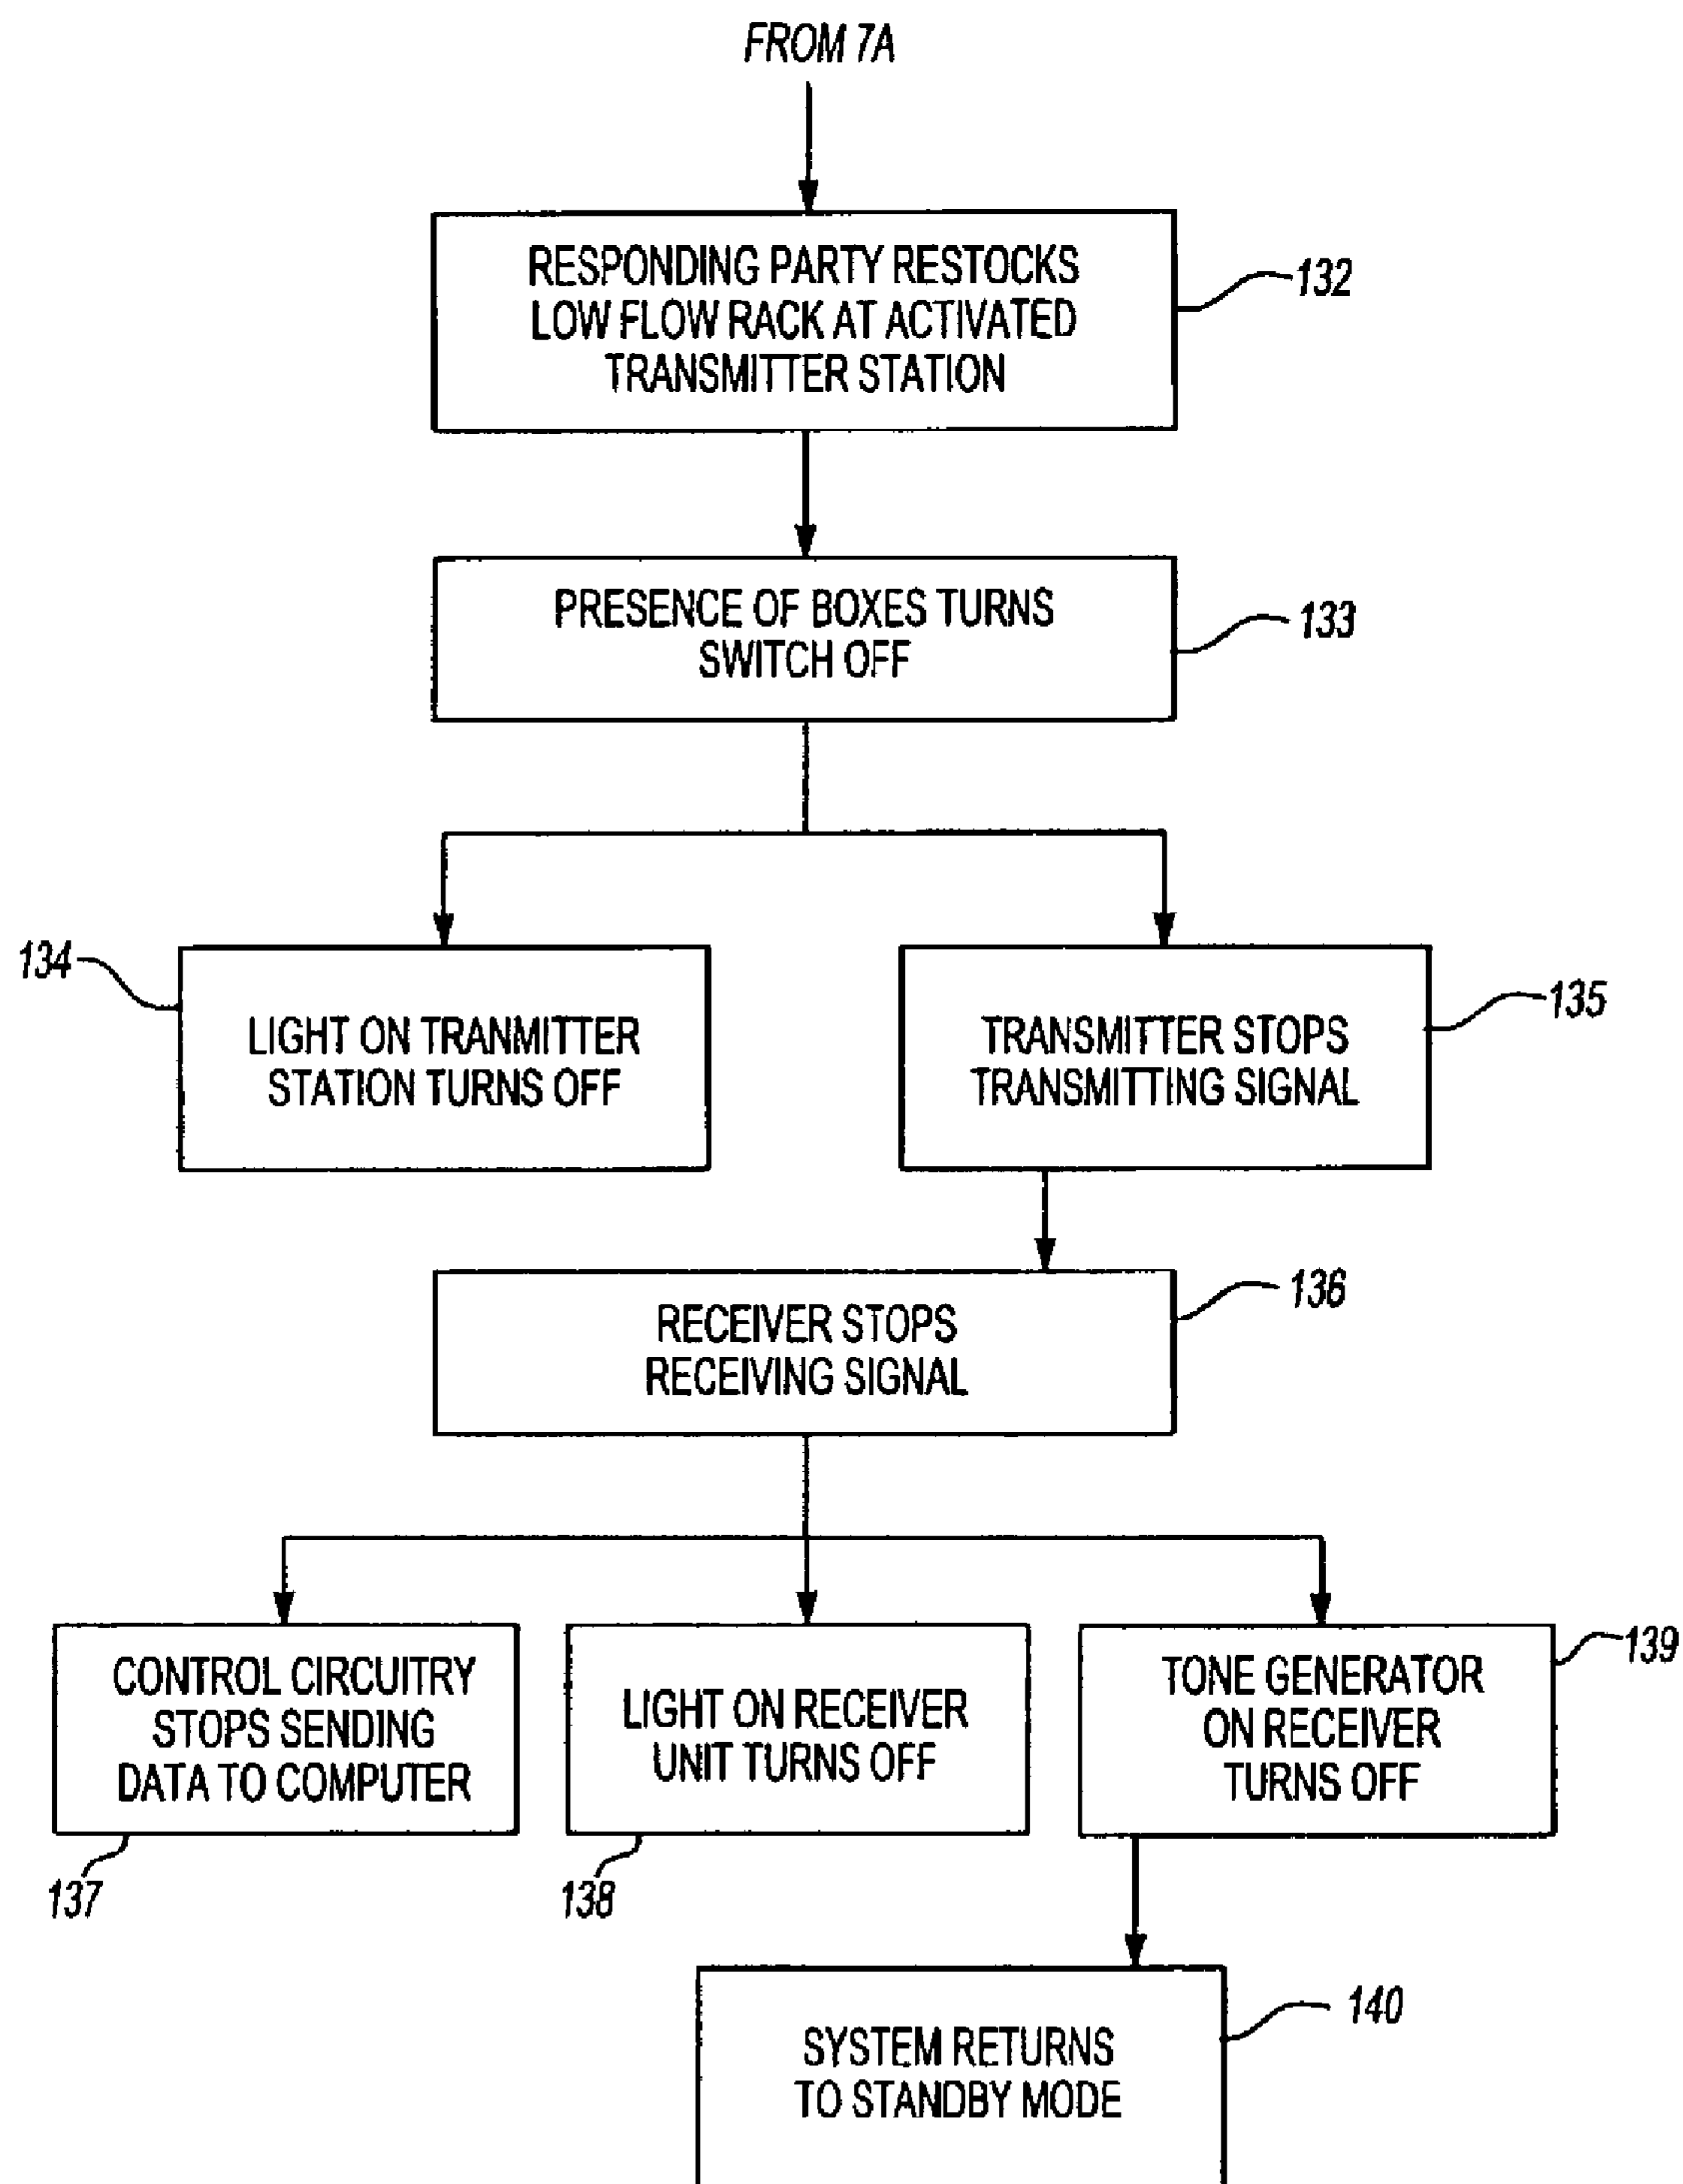 FROM 7A
RESPONDING PARTY RESTOCKS
LOW FLOW RACK AT ACTIVATED
TRANSMITTER STATION
132
PRESENCE OF BOXES TURNS
SWITCH OFF
133
134
LIGHT ON TRANMITTER
STATION TURNS OFF
TRANSMITTER STOPS
TRANSMITTING SIGNAL
135
RECEIVER STOPS
RECEIVING SIGNAL
136
CONTROL CIRCUITRY
STOPS SENDING
DATA TO COMPUTER
137
LIGHT ON RECEIVER
UNIT TURNS OFF
138
TONE GENERATOR
ON RECEIVER
TURNS OFF
139
SYSTEM RETURNS
TO STANDBY MODE
140